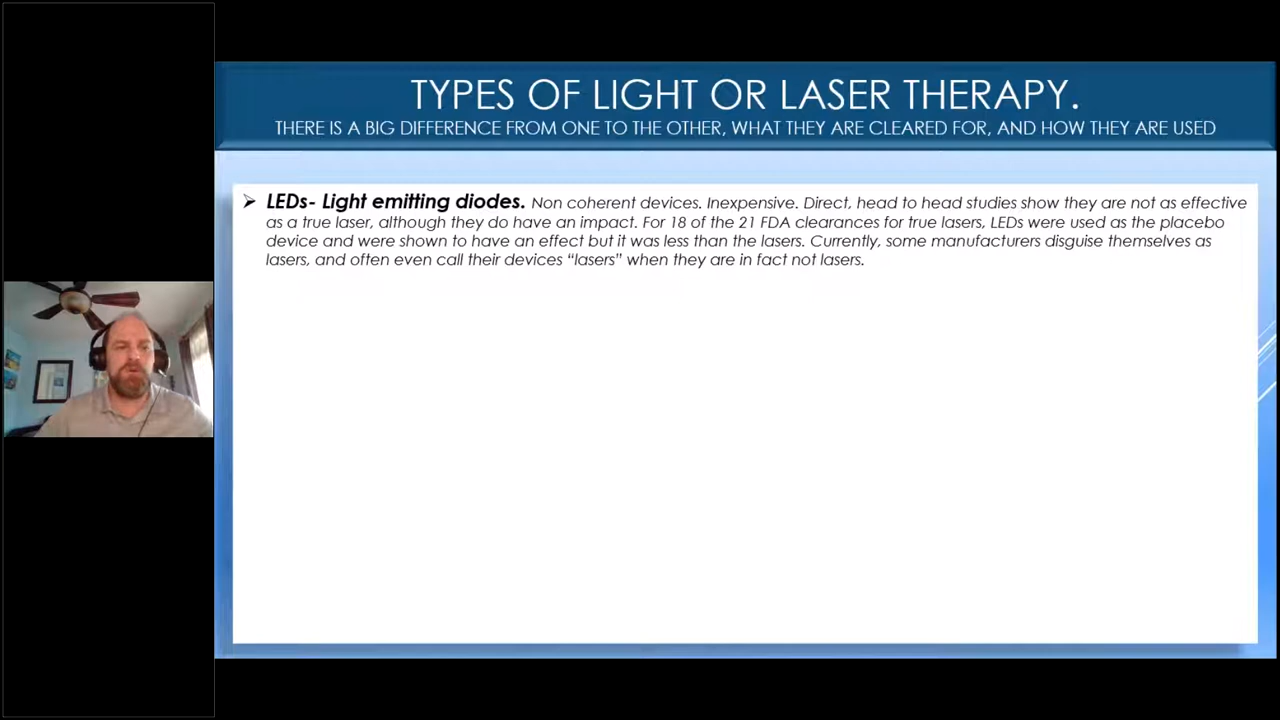 TYPES OF LIGHT OR LASER THERAPY.
THERE IS A BIG DIFFERENCE FROM ONE TO THE OTHER, WHAT THEY ARE CLEARED FOR, AND HOW THEY ARE USED
LEDs- Light emitting diodes. Non coherent devices. Inexpensive. Direct, head to head studies show they are not as effective
as a true laser, although they do have an impact. For 18 of the 21 FDA clearances for true lasers, LEDs were used as the placebo
device and were shown to have an effect but it was less than the lasers. Currently, some manufacturers disguise themselves as
lasers, and often even call their devices “lasers” when they are in fact not lasers.